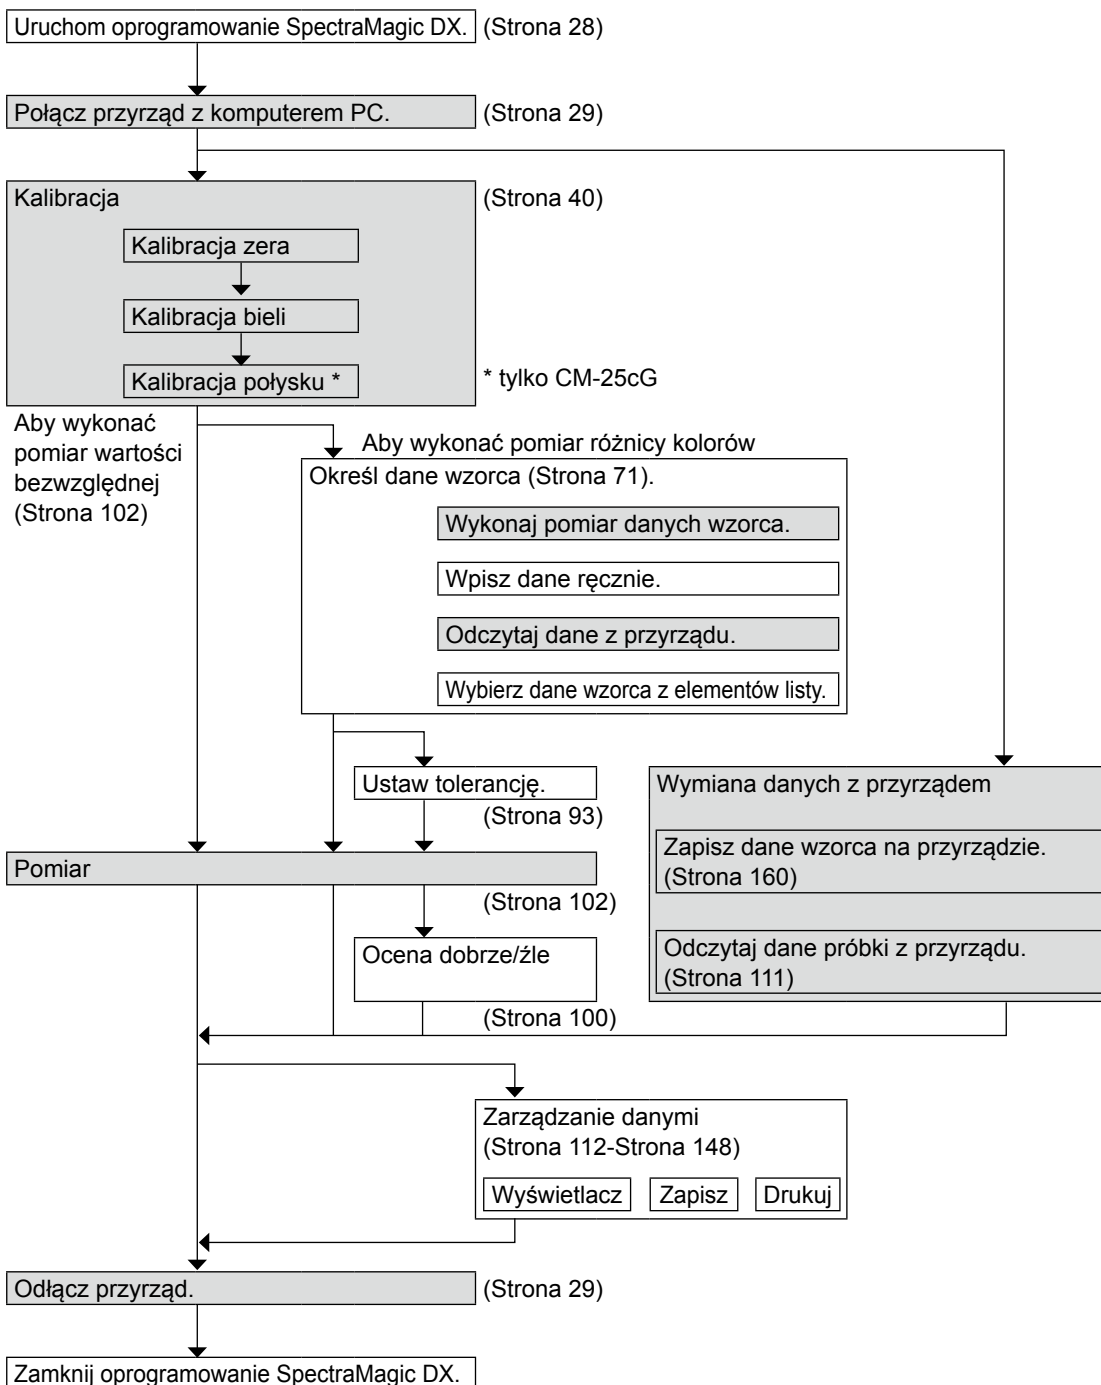 Uruchom oprogramowanie SpectraMagic DX. (Strona 28)
Połącz przyrząd z komputerem PC. (Strona 29)
Kalibracja (Strona 40)
Kalibracja zera
Kalibracja bieli
Kalibracja połysku * * tylko CM-25cG
Aby wykonać
pomiar wartości
bezwzględnej
(Strona 102)
Aby wykonać pomiar różnicy kolorów
Określ dane wzorca (Strona 71).
Wykonaj pomiar danych wzorca.
Wpisz dane ręcznie.
Odczytaj dane z przyrządu.
Wybierz dane wzorca z elementów listy.
Ustaw tolerancję.
(Strona 93)
Wymiana danych z przyrządem
Zapisz dane wzorca na przyrządzie.
(Strona 160)
Odczytaj dane próbki z przyrządu.
(Strona 111)
Pomiar
(Strona 102)
Ocena dobrze/źle
(Strona 100)
Zarządzanie danymi
(Strona 112-Strona 148)
Wyświetlacz Zapisz Drukuj
Odłącz przyrząd. (Strona 29)
Zamknij oprogramowanie SpectraMagic DX.